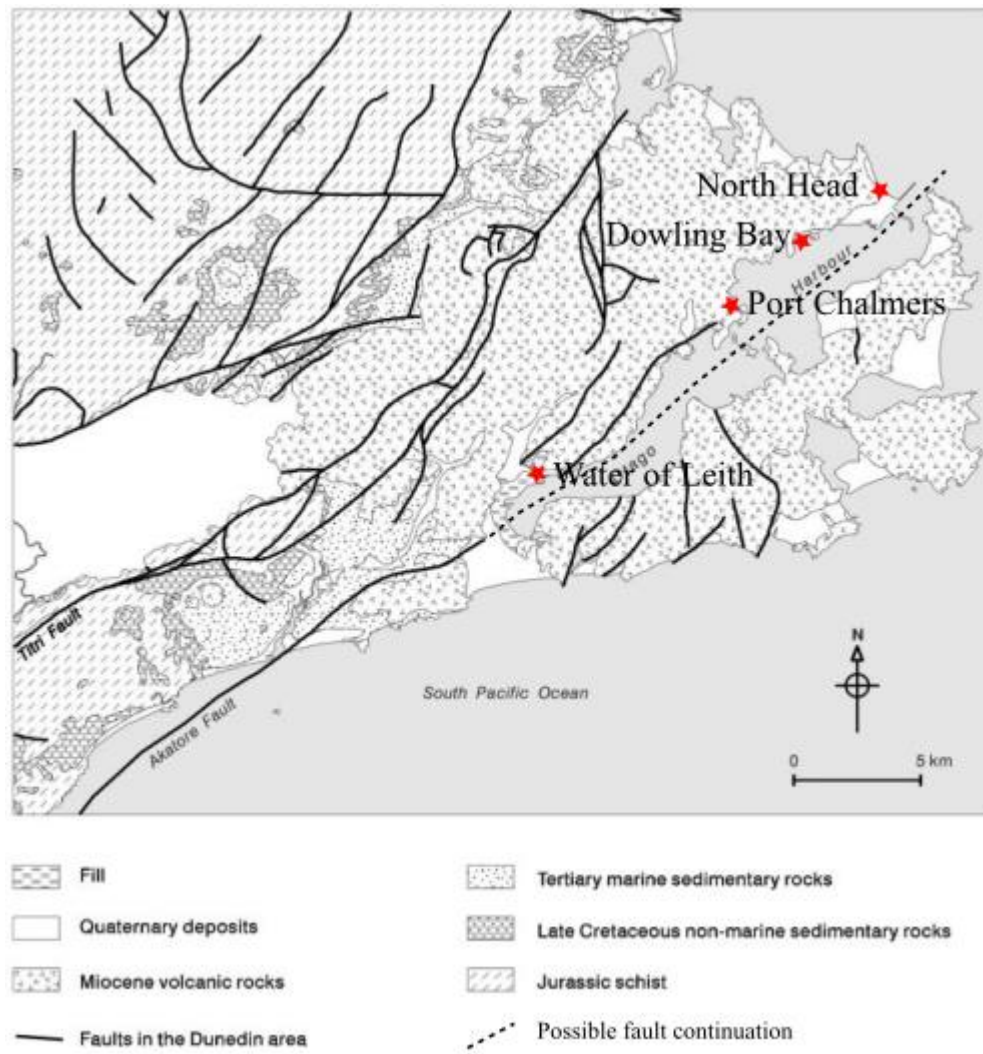 North Head
Dowling Bay
Harbour
Port Chalmers
Water of Leith
ago
Titri Fault
Akatore Fault
South Pacific Ocean
N
0 5 km
Fill
Tertiary marine sedimentary rocks
Quaternary deposits
Late Cretaceous non-marine sedimentary rocks
Miocene volcanic rocks
Jurassic schist
Faults in the Dunedin area
Possible fault continuation